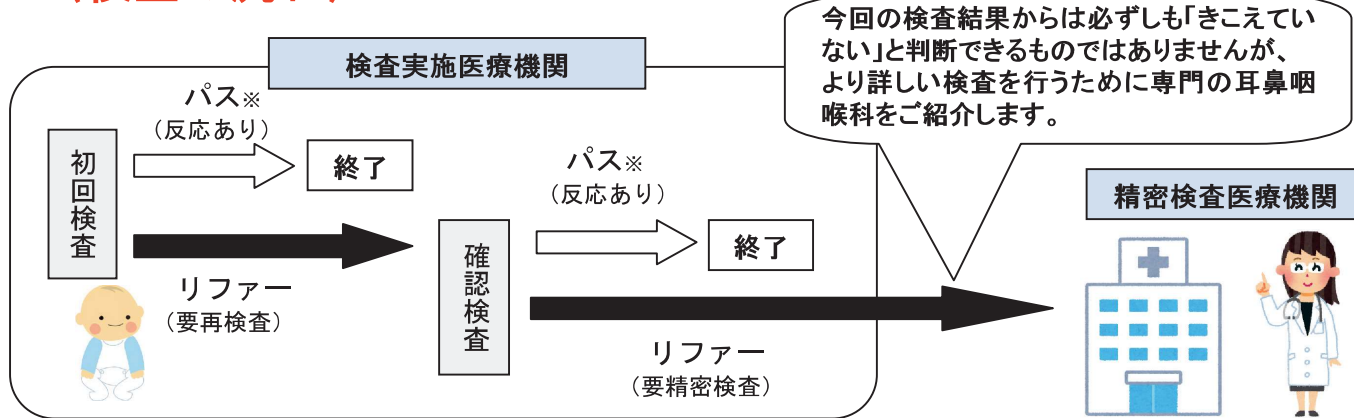 今回の検査結果からは必ずしも「きこえてい
ない」と判断できるものではありませんが、
より詳しい検査を行うために専門の耳鼻咽
喉科をご紹介します。
検査実施医療機関
パス※
（反応あり）
初回検査
終了
リファー
（要再検査）
パス※
（反応あり）
確認検査
終了
リファー
（要精密検査）
精密検査医療機関